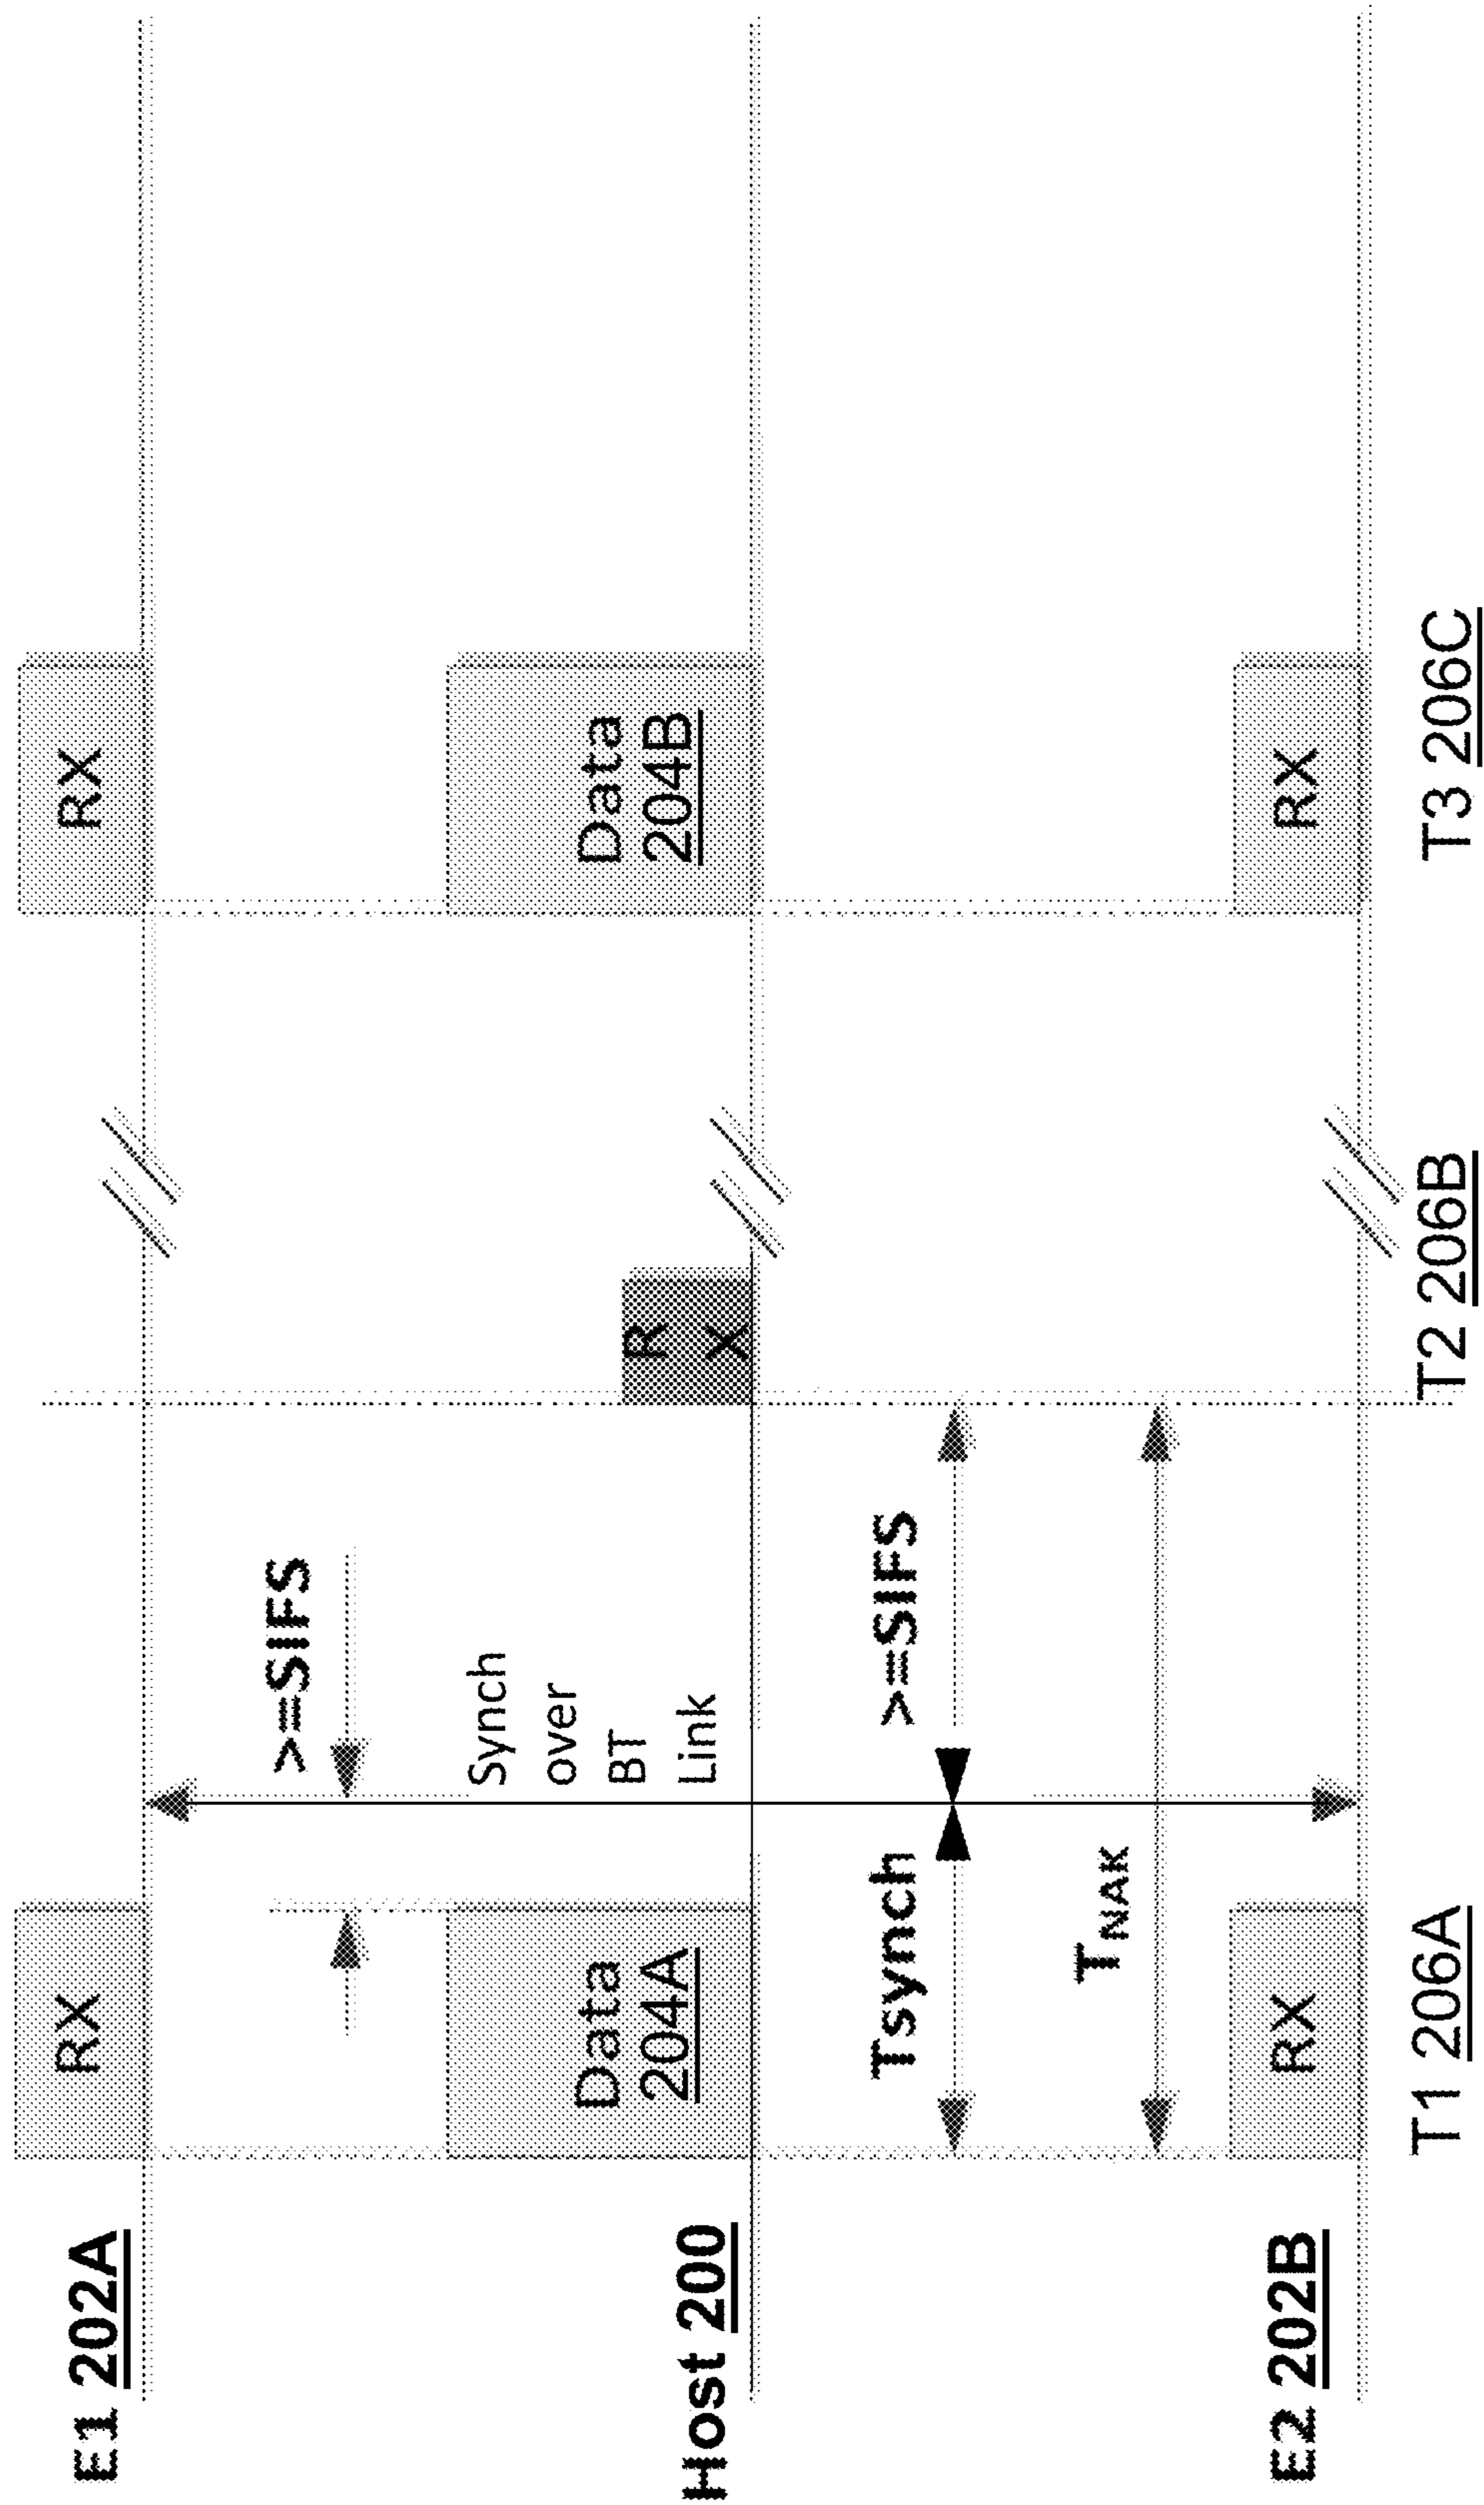 E1 202A
RX
RX
>=SIFS
Synch
over
BT
Link
Host 200
Data
204A
R
X
Data
204B
Tsynch
>=SIFS
TNAK
E2 202B
RX
RX
T1 206A
T2 206B
T3 206C